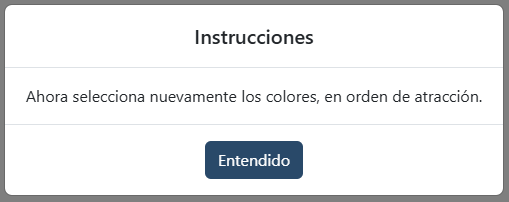 Instrucciones
Ahora selecciona nuevamente los colores, en orden de atracción.
Entendido